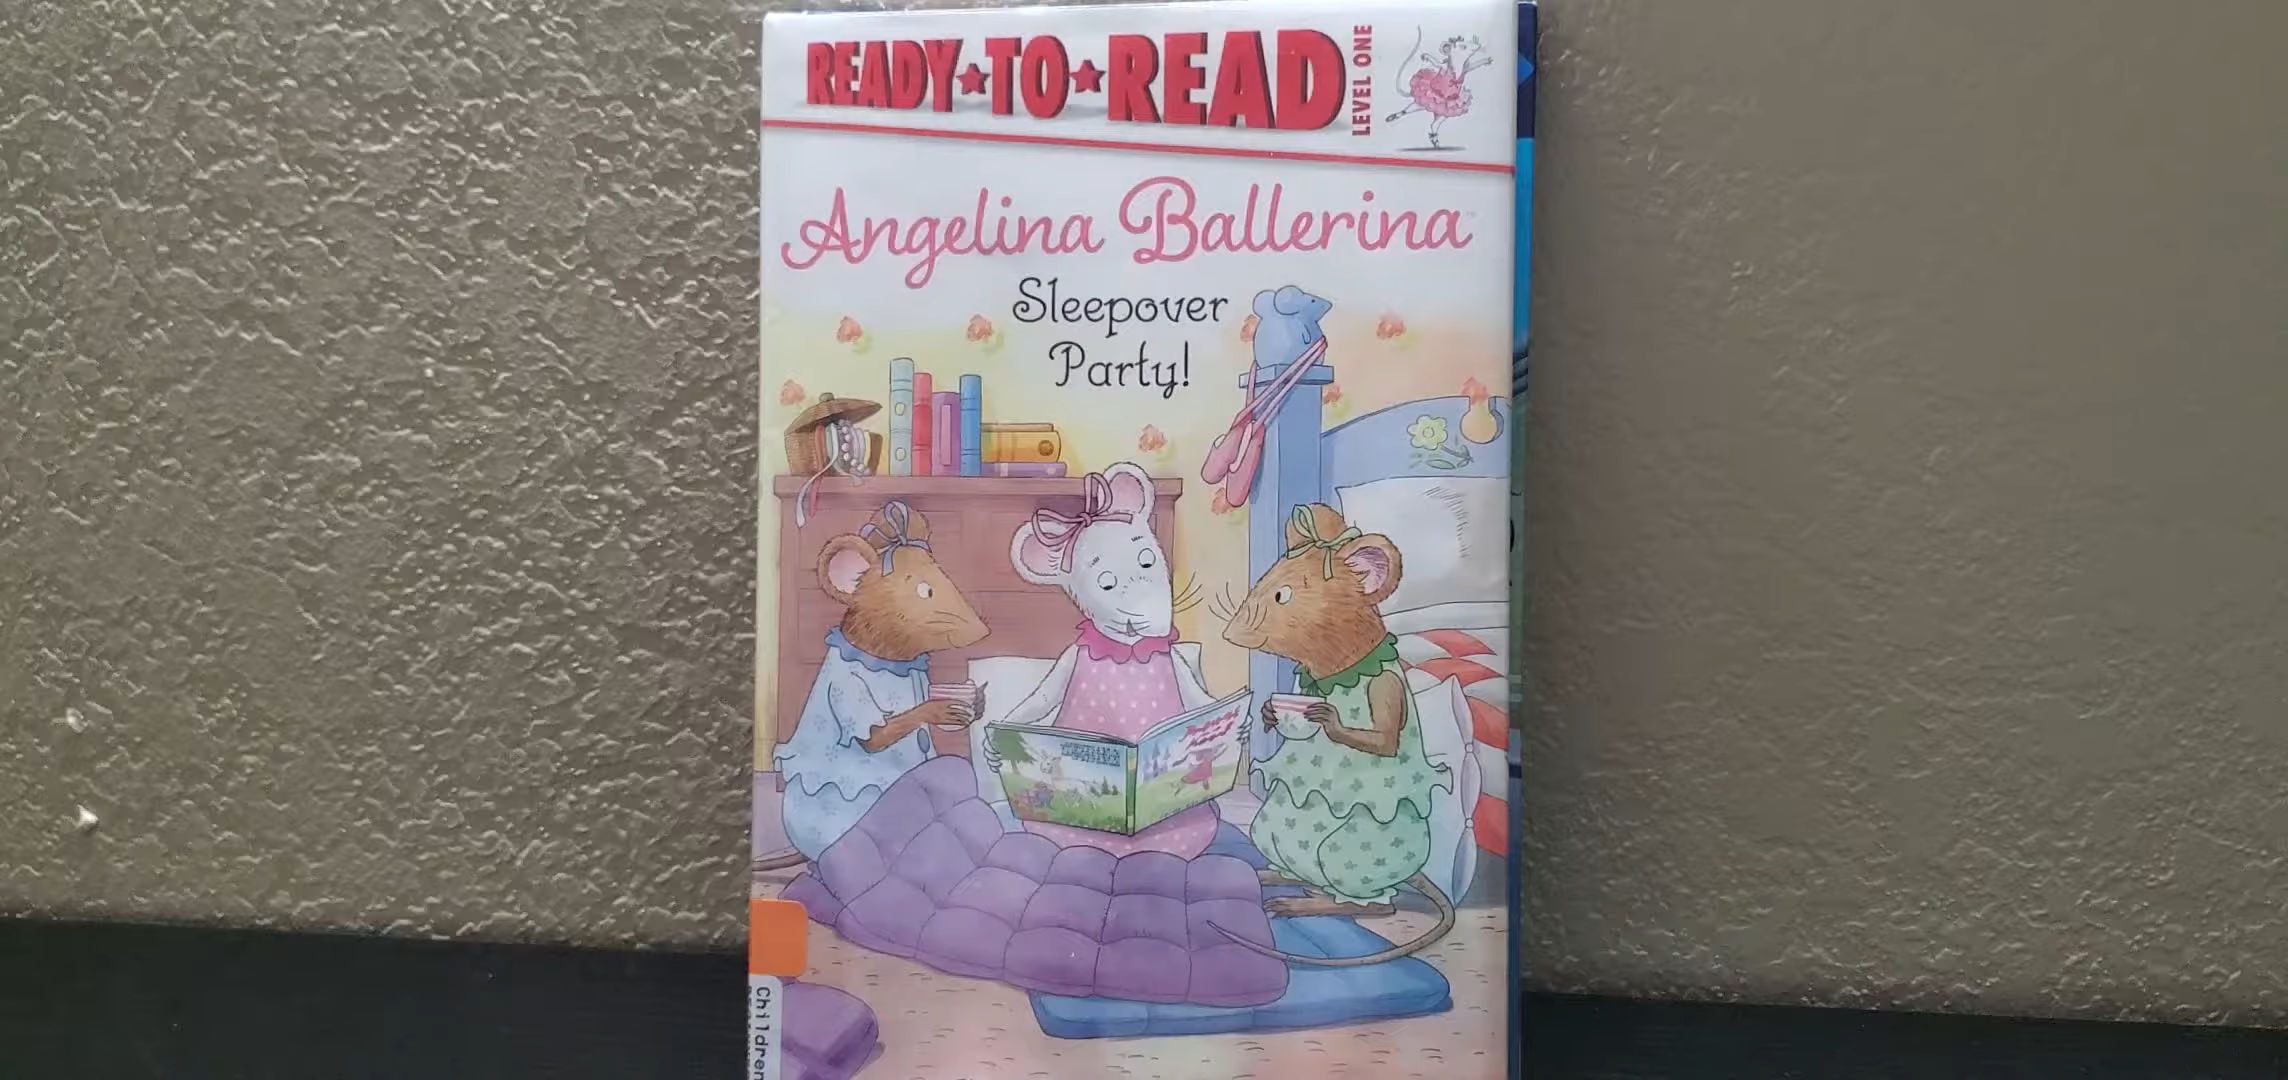 READY★TO★READ
LEVEL ONE
Angelina Ballerina
Sleepover
Party!
Children